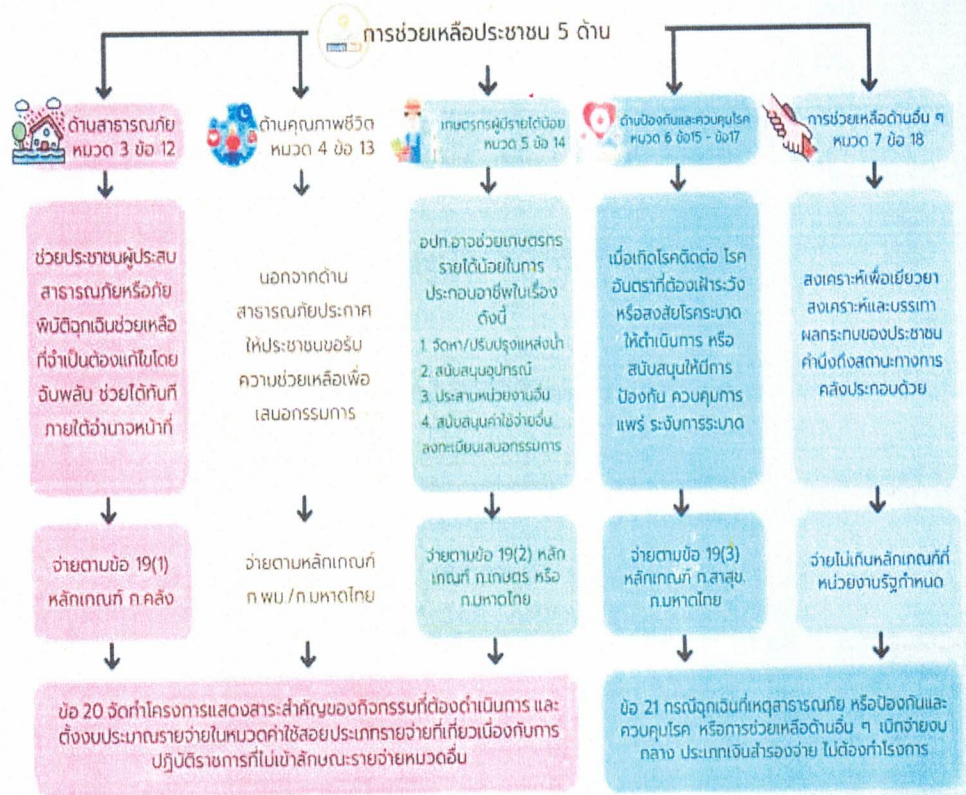 การช่วยเหลือประชาชน 5 ด้าน
ด้านสาธารณภัย
หมวด 3 ข้อ 12
ด้านคุณภาพชีวิต
หมวด 4 ข้อ 13
เกษตรกรผู้มีรายได้น้อย
หมวด 5 ข้อ 14
ด้านป้องกันและควบคุมโรค
หมวด 6 ข้อ15 - ข้อ17
การช่วยเหลือด้านอื่น ๆ
หมวด 7 ข้อ 18
ช่วยประชาชนผู้ประสบ
สาธารณภัยหรือภัย
พิบัติฉุกเฉินช่วยเหลือ
ที่จำเป็นต้องแก้ไขโดย
ฉับพลัน ช่วยได้ทันที
ภายใต้อำนาจหน้าที่
นอกจากด้าน
สาธารณภัยประกาศ
ให้ประชาชนขอรับ
ความช่วยเหลือเพื่อ
เสนอกรรมการ
อปท.อาจช่วยเกษตรกร
รายได้น้อยในการ
ประกอบอาชีพในเรื่อง
ดังนี้
1. จัดหา/ปรับปรุงแหล่งน้ำ
2. สนับสนุนอุปกรณ์
3. ประสานหน่วยงานอื่น
4. สนับสนุนค่าใช้จ่ายอื่น
ลงทะเบียนเสนอกรรมการ
เมื่อเกิดโรคติดต่อ โรค
อันตราที่ต้องเฝ้าระวัง
หรือสงสัยโรคระบาด
ให้ดำเนินการ หรือ
สนับสนุนให้มีการ
ป้องกัน ควบคุมการ
แพร่ ระงับการระบาด
สงเคราะห์เพื่อเยียวยา
สงเคราะห์และบรรเทา
ผลกระทบของประชาชน
คำนึงถึงสถานะทางการ
คลังประกอบด้วย
จ่ายตามข้อ 19(1)
หลักเกณฑ์ ก.คลัง
จ่ายตามหลักเกณฑ์
ก.พม./ก.มหาดไทย
จ่ายตามข้อ 19(2) หลัก
เกณฑ์ ก.เกษตร หรือ
ก.มหาดไทย
จ่ายตามข้อ 19(3)
หลักเกณฑ์ ก.สาสุข.
ก.มหาดไทย
จ่ายไม่เกินหลักเกณฑ์ที่
หน่วยงานรัฐกำหนด
ข้อ 20 จัดทำโครงการแสดงสาระสำคัญของกิจกรรมที่ต้องดำเนินการ และ
ตั้งงบประมาณรายจ่ายในหมวดค่าใช้สอยประเภทรายจ่ายที่เกี่ยวเนื่องกับการ
ปฏิบัติราชการที่ไม่เข้าลักษณะรายจ่ายหมวดอื่น
ข้อ 21 กรณีฉุกเฉินที่เหตุสาธารณภัย หรือป้องกันและ
ควบคุมโรค หรือการช่วยเหลือด้านอื่น ๆ เบิกจ่ายงบ
กลาง ประเภทเงินสำรองจ่าย ไม่ต้องทำโรงการ